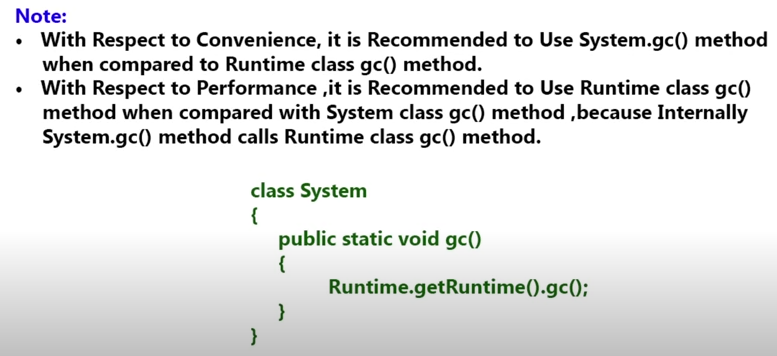 Note:
• With Respect to Convenience, it is Recommended to Use System.gc() method
when compared to Runtime class gc() method.
• With Respect to Performance ,it is Recommended to Use Runtime class gc()
method when compared with System class gc() method ,because Internally
System.gc() method calls Runtime class gc() method.
class System
{
public static void gc()
{
Runtime.getRuntime().gc();
}
}